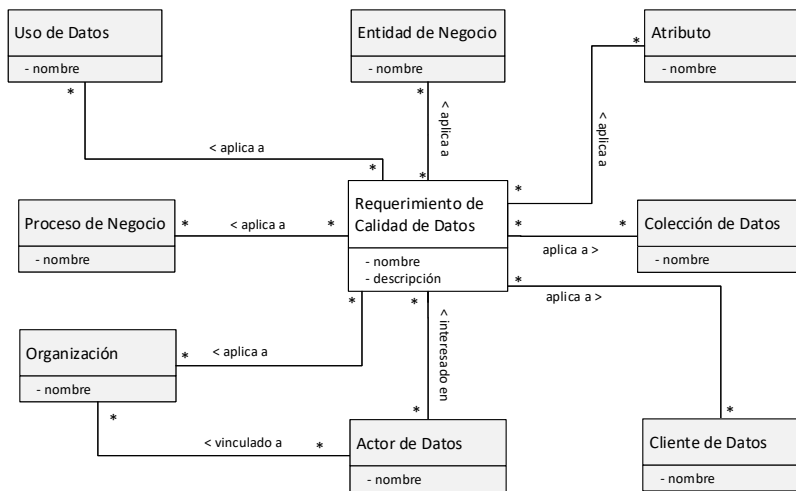 Uso de Datos
- nombre
Entidad de Negocio
- nombre
Atributo
- nombre
*
*
*
< aplica a
*
< aplica a
*
< aplica a
*
Proceso de Negocio
- nombre
*
< aplica a
*
Requerimiento de
Calidad de Datos
- nombre
- descripción
*
*
aplica a >
Colección de Datos
- nombre
*
aplica a >
*
*
< interesado en
Organización
- nombre
*
< aplica a
*
< vinculado a
*
*
Actor de Datos
- nombre
*
Cliente de Datos
- nombre